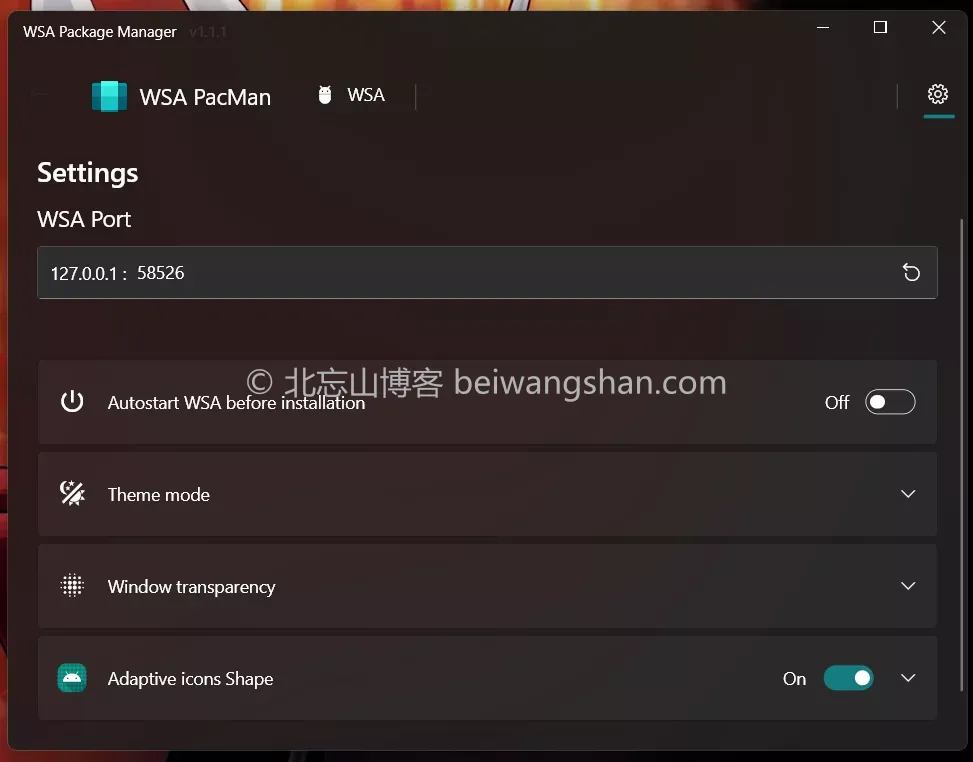 WSA Package Manager v1.1.1
WSA PacMan WSA
Settings
WSA Port
127.0.0.1 : 58526
© 北忘山博客 beiwangshan.com
Autostart WSA before installation Off
Theme mode
Window transparency
Adaptive icons Shape On